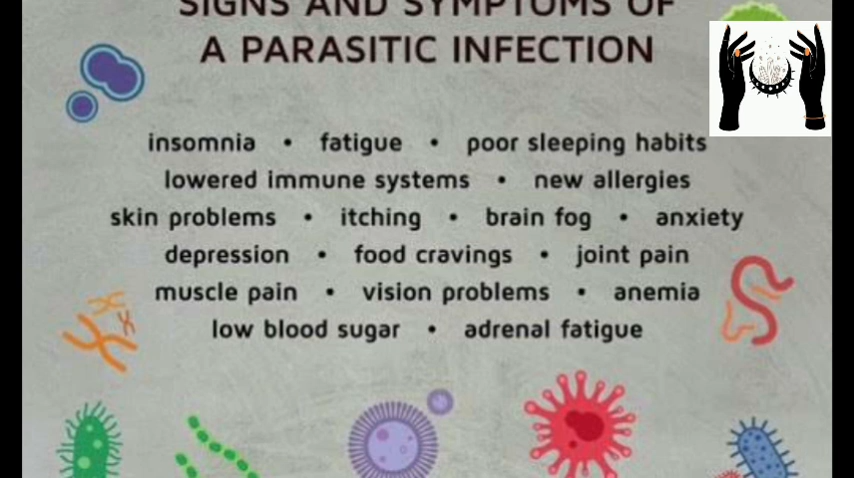 SIGNS AND SYMPTOMS OF
A PARASITIC INFECTION
insomnia • fatigue • poor sleeping habits
lowered immune systems • new allergies
skin problems • itching • brain fog • anxiety
depression • food cravings • joint pain
muscle pain • vision problems • anemia
low blood sugar • adrenal fatigue